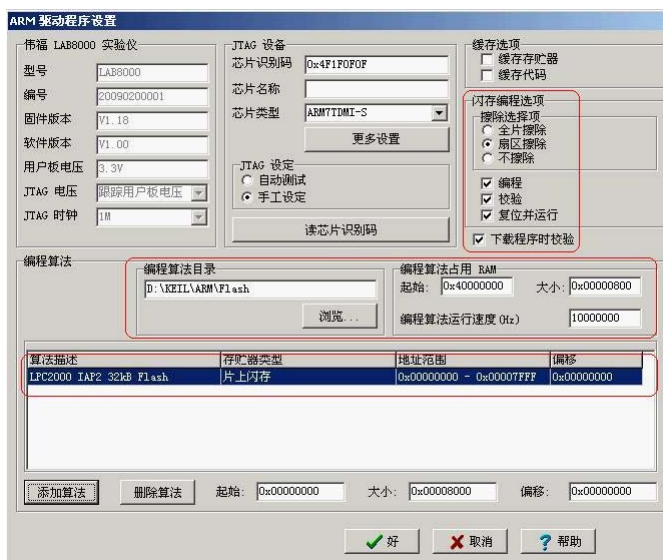 ARM 驱动程序设置
伟福 LAB8000 实验仪
型号 LAB8000
编号 20090200001
固件版本 V1.18
软件版本 V1.00
用户板电压 3.3V
JTAG 电压 跟踪用户板电压
JTAG 时钟 1M
JTAG 设备
芯片识别码 0x4F1F0F0F
芯片名称
芯片类型 ARM7TDMI-S
更多设置
JTAG 设定
自动测试
手工设定
读芯片识别码
缓存选项
缓存存贮器
缓存代码
闪存编程选项
擦除选择项
全片擦除
扇区擦除
不擦除
编程
校验
复位并运行
下载程序时校验
编程算法
编程算法目录
D:\KEIL\ARM\Flash
浏览...
编程算法占用 RAM
起始: 0x40000000 大小: 0x00000800
编程算法运行速度(Hz) 10000000
算法描述 存贮器类型 地址范围 偏移
LPC2000 IAP2 32kB Flash 片上闪存 0x00000000 - 0x00007FFF 0x00000000
添加算法 删除算法 起始: 0x00000000 大小: 0x00008000 偏移: 0x00000000
好 取消 帮助